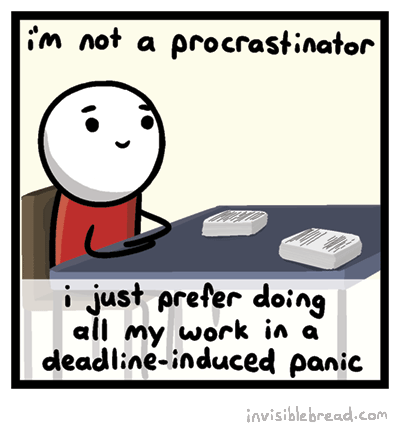 i'm not a procrastinator
i just prefer doing
all my work in a
deadline-induced panic
invisiblebread.com